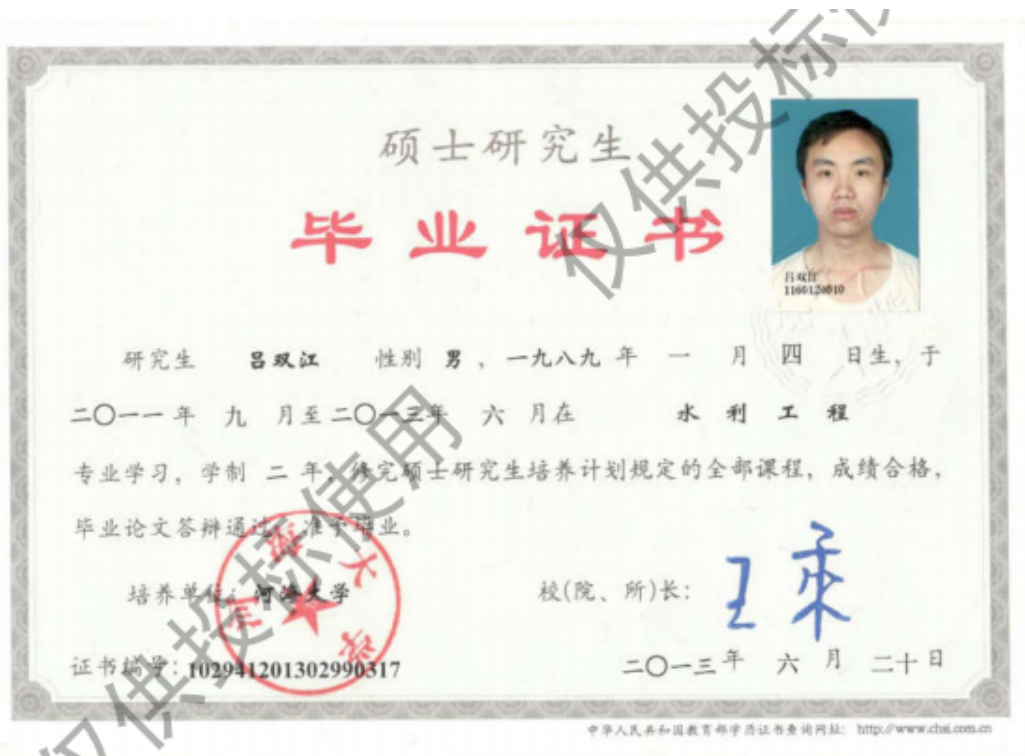 硕士研究生
毕业证书
吕双江
1160120010
研究生 吕双江 性别 男，一九八九 年 一 月 四 日生，于
二〇一一 年 九 月至 二〇一三年 六 月在 水利工程
专业学习，学制 二 年，修完硕士研究生培养计划规定的全部课程，成绩合格，
毕业论文答辩通过，准予毕业。
培养单位：河海大学
校(院、所)长：
河海大学
证书编号：102941201302990317
二〇一三年 六 月 二十日
中华人民共和国教育部学历证书查询网址： http://www.chsi.com.cn
仅供投标使用
仅供投标